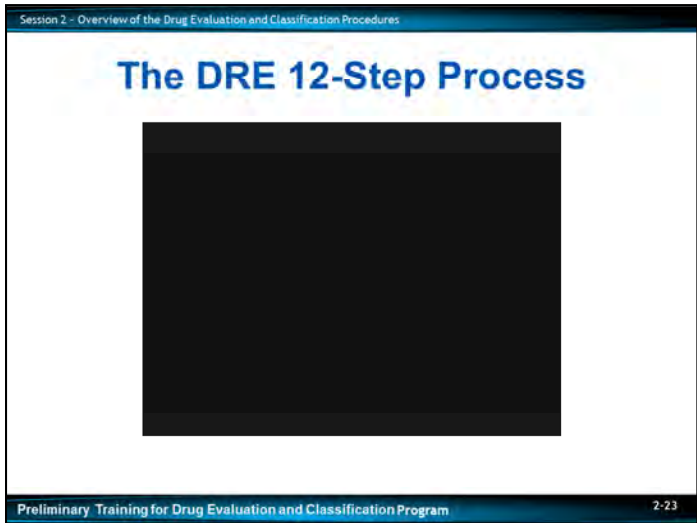 Session 2 - Overview of the Drug Evaluation and Classification Procedures
The DRE 12-Step Process
Preliminary Training for Drug Evaluation and Classification Program
2-23